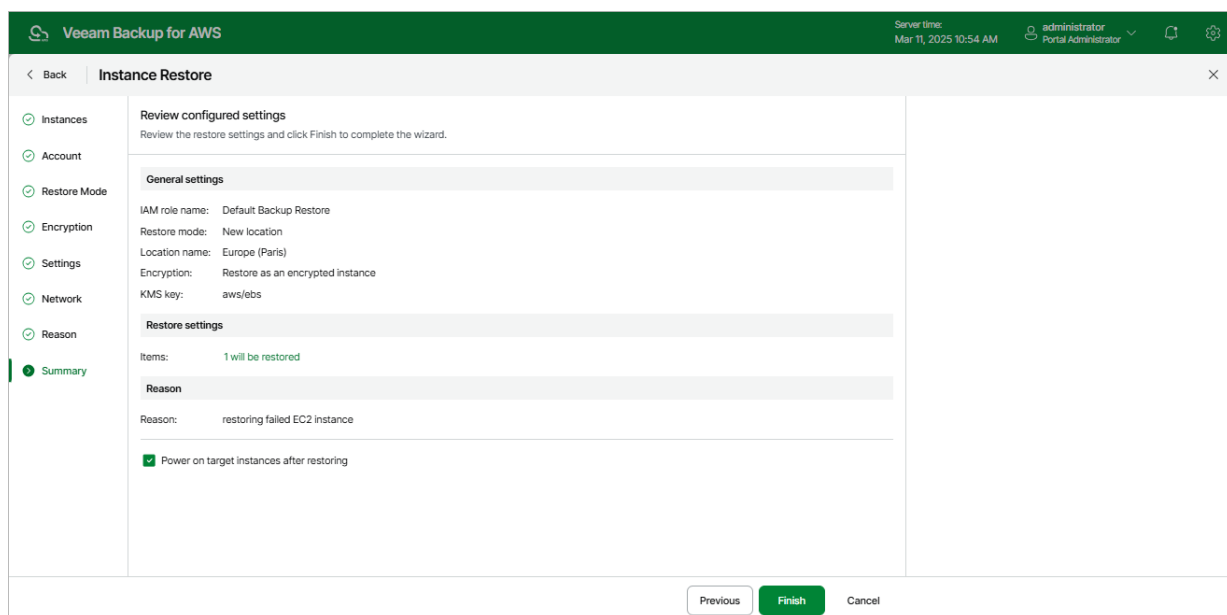 Veeam Backup for AWS
Server time:
Mar 11, 2025 10:54 AM
administrator
Portal Administrator
Back
Instance Restore
Instances
Account
Restore Mode
Encryption
Settings
Network
Reason
Summary
Review configured settings
Review the restore settings and click Finish to complete the wizard.
General settings
IAM role name: Default Backup Restore
Restore mode: New location
Location name: Europe (Paris)
Encryption: Restore as an encrypted instance
KMS key: aws/ebs
Restore settings
Items: 1 will be restored
Reason
Reason: restoring failed EC2 instance
Power on target instances after restoring
Previous Finish Cancel